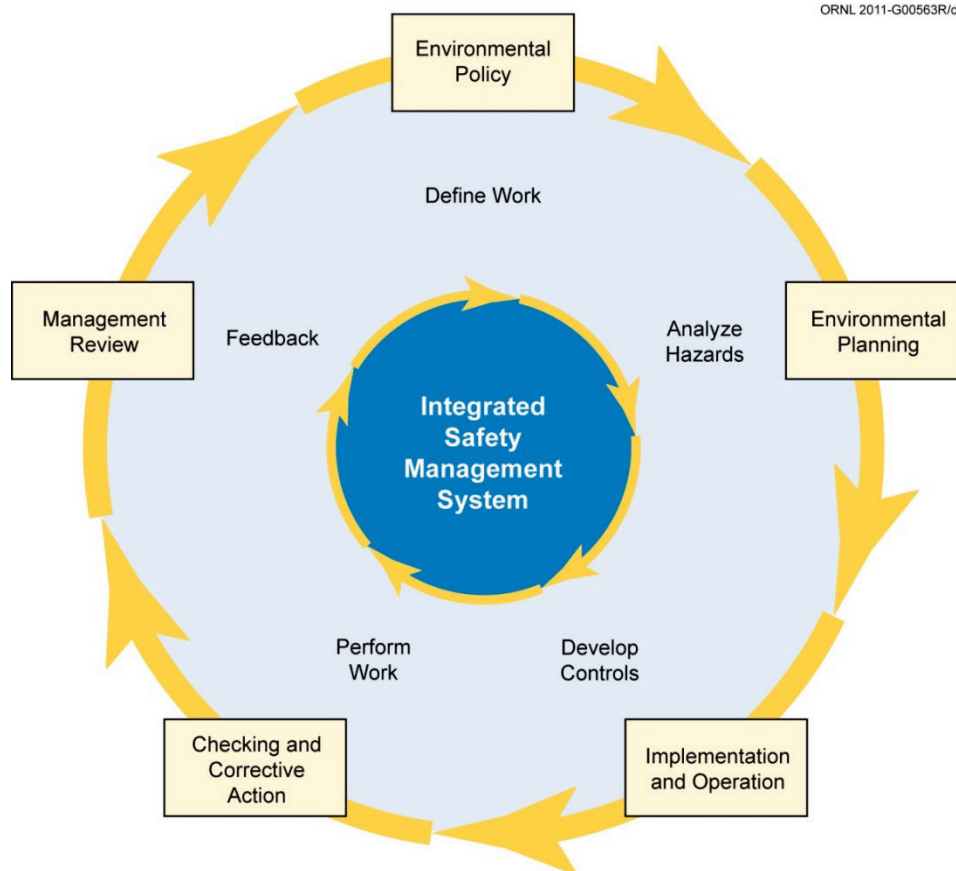 ORNL 2011-G00563R/c
Environmental
Policy
Define Work
Management
Review
Feedback
Analyze
Hazards
Environmental
Planning
Integrated
Safety
Management
System
Perform
Work
Develop
Controls
Checking and
Corrective
Action
Implementation
and Operation